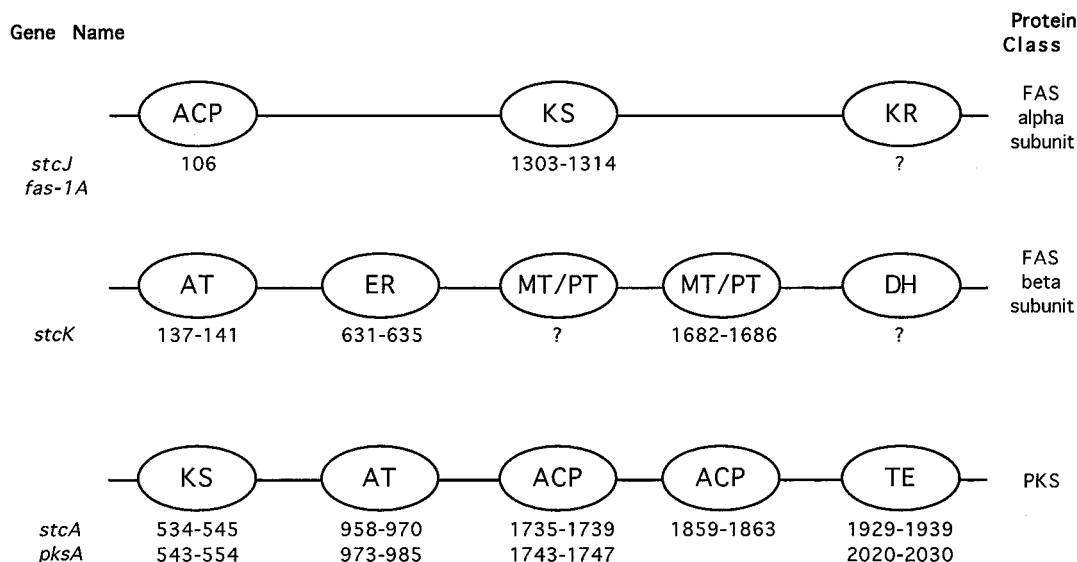 Gene Name
Protein
Class
ACP KS KR
FAS
alpha
subunit
stcJ 106 1303-1314 ?
fas-1A
AT ER MT/PT MT/PT DH
FAS
beta
subunit
stcK 137-141 631-635 ? 1682-1686 ?
KS AT ACP ACP TE PKS
stcA 534-545 958-970 1735-1739 1859-1863 1929-1939
pksA 543-554 973-985 1743-1747 2020-2030